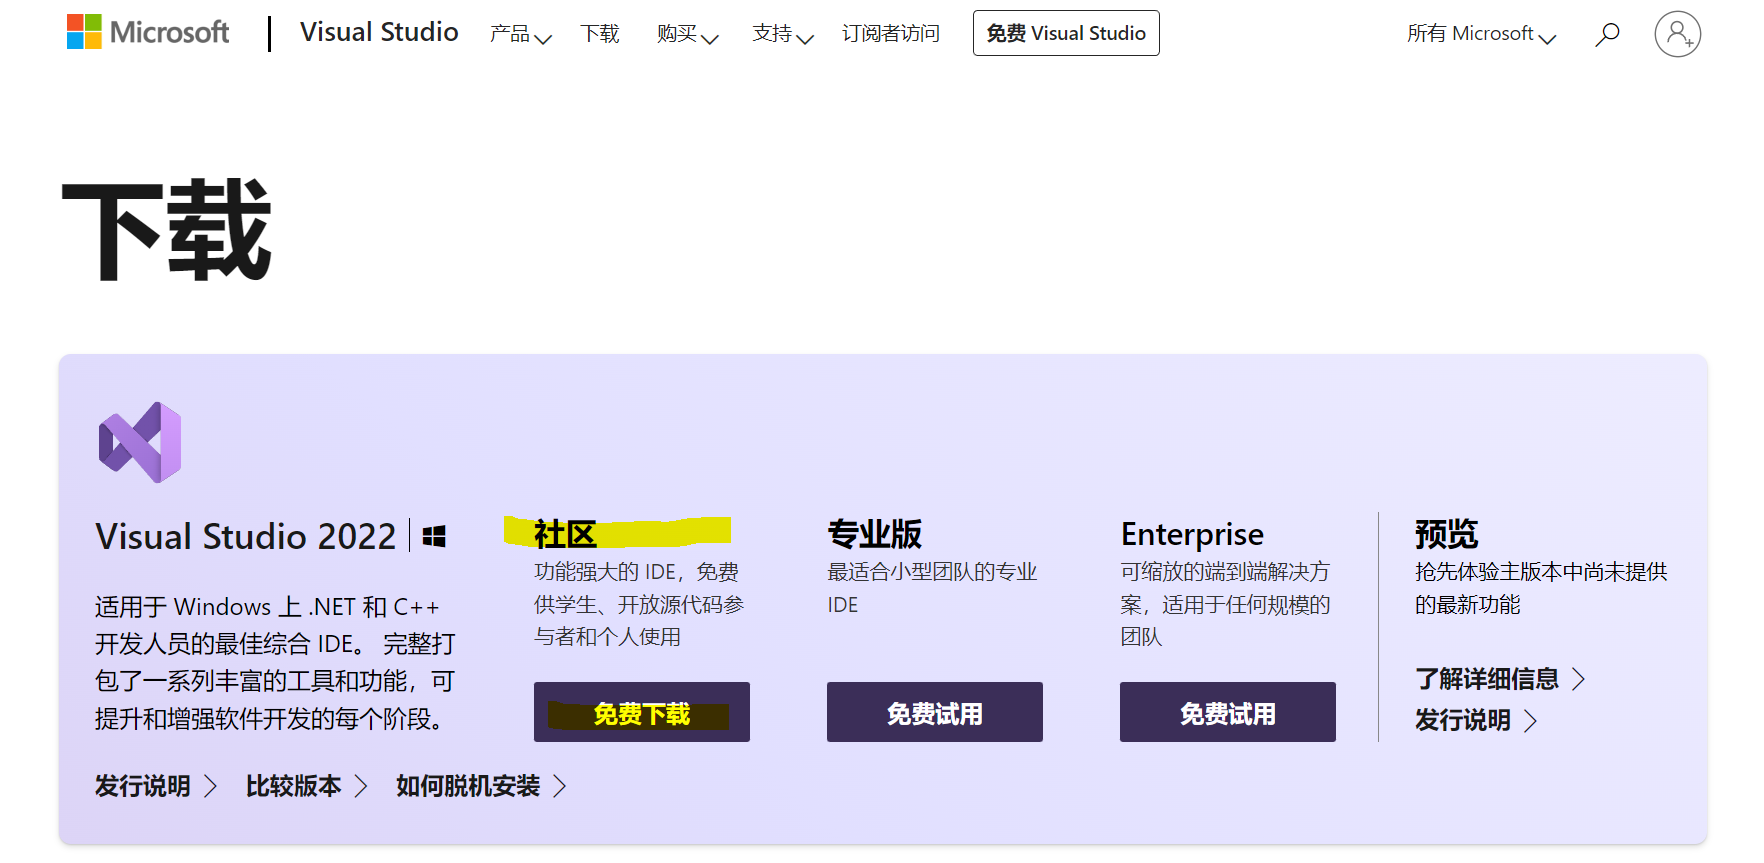 Microsoft Visual Studio 产品 下载 购买 支持 订阅者访问 免费 Visual Studio 所有 Microsoft
下载
Visual Studio 2022
适用于 Windows 上 .NET 和 C++
开发人员的最佳综合 IDE。 完整打
包了一系列丰富的工具和功能，可
提升和增强软件开发的每个阶段。
社区
功能强大的 IDE，免费
供学生、开放源代码参
与者和个人使用
免费下载
专业版
最适合小型团队的专业
IDE
免费试用
Enterprise
可缩放的端到端解决方
案，适用于任何规模的
团队
免费试用
预览
抢先体验主版本中尚未提供
的最新功能
了解详细信息
发行说明
发行说明 比较版本 如何脱机安装